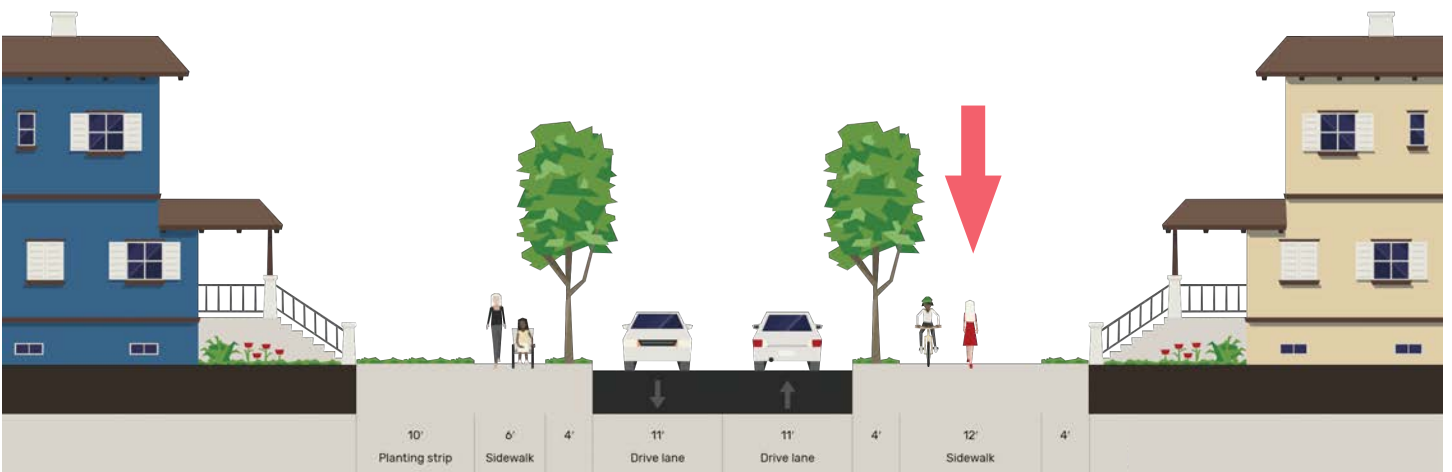 10' 6' 4' 11' 11' 4' 12' 4'
Planting strip Sidewalk Drive lane Drive lane Sidewalk